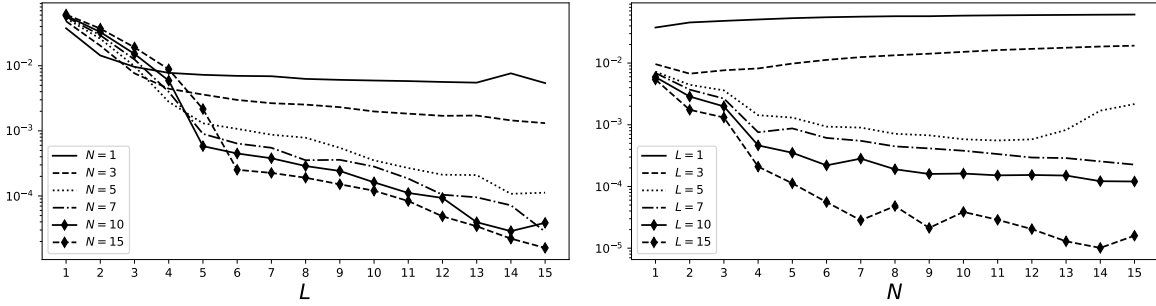 10⁻²
10⁻³
10⁻⁴
N = 1
N = 3
N = 5
N = 7
N = 10
N = 15
1 2 3 4 5 6 7 8 9 10 11 12 13 14 15
L
10⁻¹
10⁻²
10⁻³
10⁻⁴
10⁻⁵
L = 1
L = 3
L = 5
L = 7
L = 10
L = 15
1 2 3 4 5 6 7 8 9 10 11 12 13 14 15
N